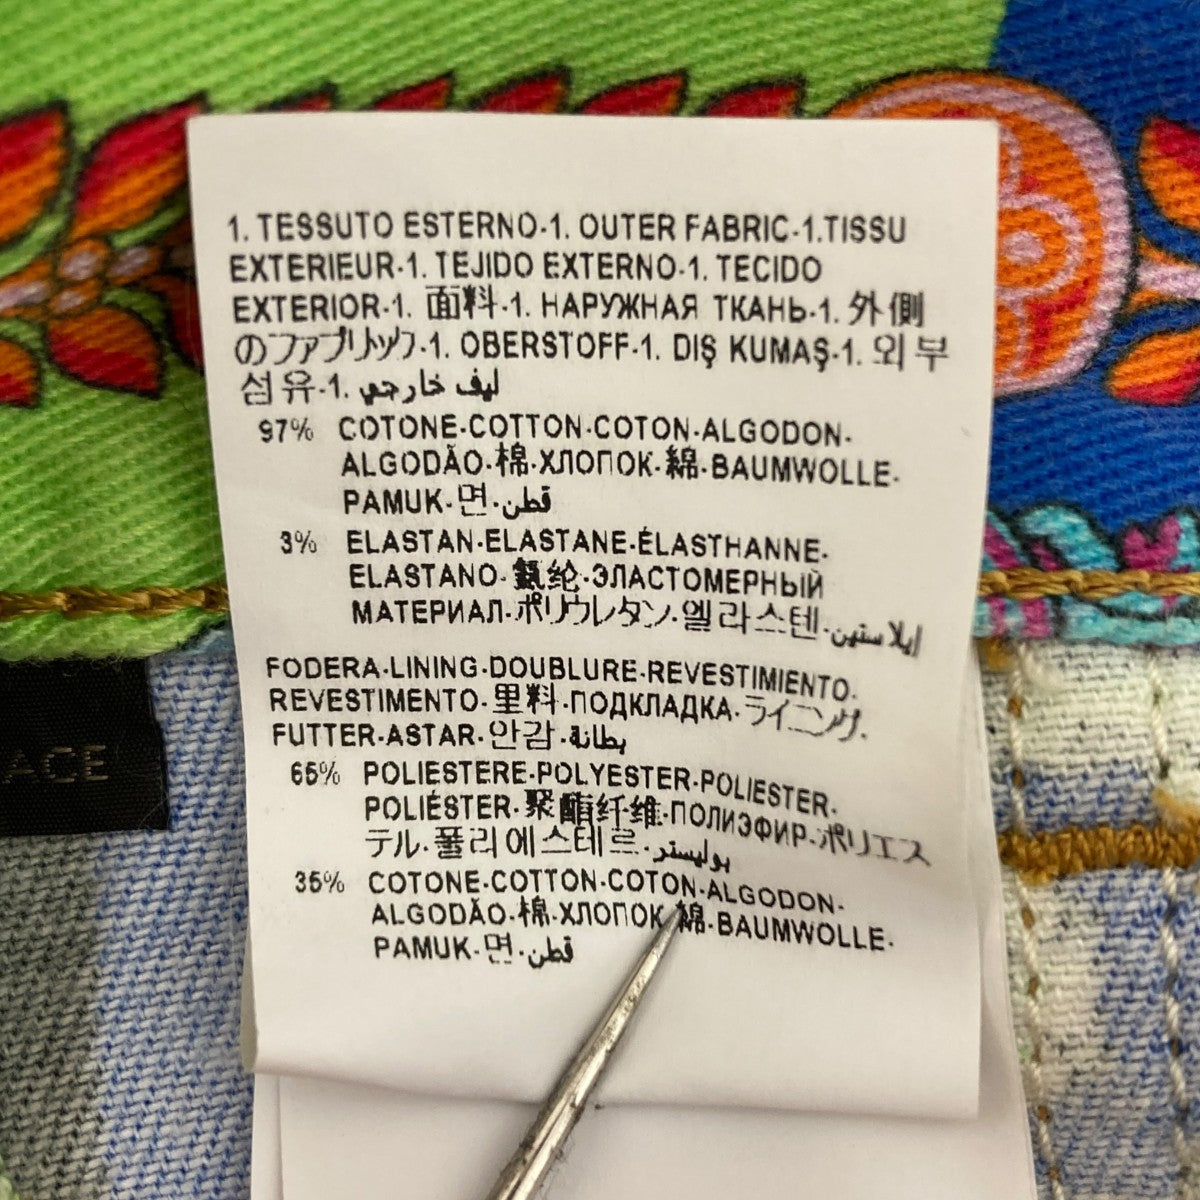 1. TESSUTO ESTERNO-1. OUTER FABRIC-1.TISSU
EXTERIEUR-1. TEJIDO EXTERNO-1. TECIDO
EXTERIOR-1. 面料-1. НАРУЖНАЯ ТКАНЬ-1. 外側
のファブリック-1. OBERSTOFF-1. DIŞ KUMAŞ-1. 외부
섬유-1. ليف خارجي
97% COTONE-COTTON-COTON-ALGODON-
ALGODÃO-棉-ХЛОПОК-綿-BAUMWOLLE-
PAMUK-면-قطن
3% ELASTAN-ELASTANE-ÉLASTHANNE-
ELASTANO-氨纶-ЭЛАСТОМЕРНЫЙ
МАТЕРИАЛ-ポリウレタン-엘라스텐-إيلاستين
FODERA-LINING-DOUBLURE-REVESTIMIENTO-
REVESTIMENTO-里料-ПОДКЛАДКА-ライニング-
FUTTER-ASTAR-안감-بطانة
65% POLIESTERE-POLYESTER-POLIESTER-
POLIÉSTER-聚酯纤维-ПОЛИЭФИР-ポリエス
テル-폴리에스테르-بوليستر
35% COTONE-COTTON-COTON-ALGODON-
ALGODÃO-棉-ХЛОПОК-綿-BAUMWOLLE-
PAMUK-면-قطن